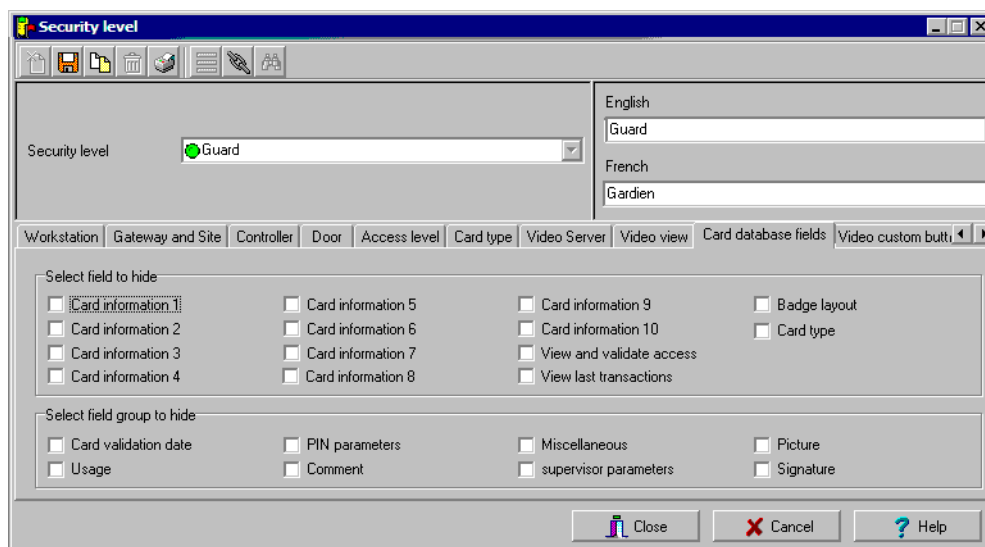 Security level
English
Guard
Security level Guard
French
Gardien
Workstation Gateway and Site Controller Door Access level Card type Video Server Video view Card database fields Video custom butt
Select field to hide
Card information 1 Card information 5 Card information 9 Badge layout
Card information 2 Card information 6 Card information 10 Card type
Card information 3 Card information 7 View and validate access
Card information 4 Card information 8 View last transactions
Select field group to hide
Card validation date PIN parameters Miscellaneous Picture
Usage Comment supervisor parameters Signature
Close Cancel Help